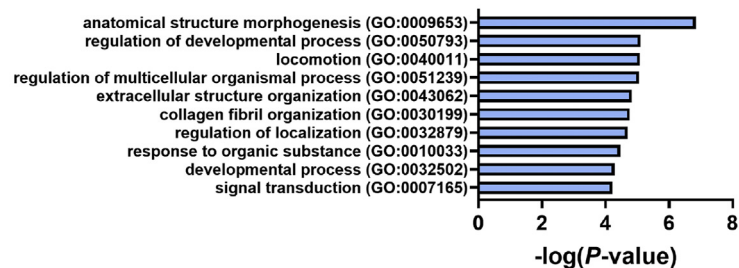 anatomical structure morphogenesis (GO:0009653)
regulation of developmental process (GO:0050793)
locomotion (GO:0040011)
regulation of multicellular organismal process (GO:0051239)
extracellular structure organization (GO:0043062)
collagen fibril organization (GO:0030199)
regulation of localization (GO:0032879)
response to organic substance (GO:0010033)
developmental process (GO:0032502)
signal transduction (GO:0007165)
0 2 4 6 8
-log(P-value)